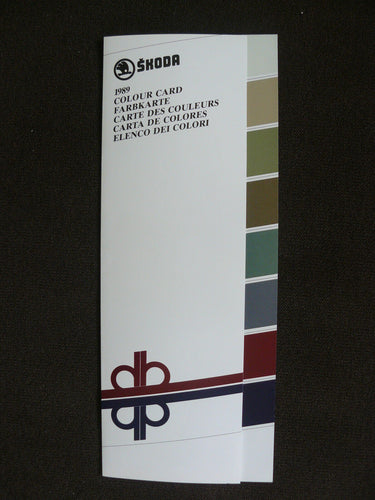 ŠKODA
1989
COLOUR CARD
FARBKARTE
CARTE DES COULEURS
CARTA DE COLORES
ELENCO DEI COLORI